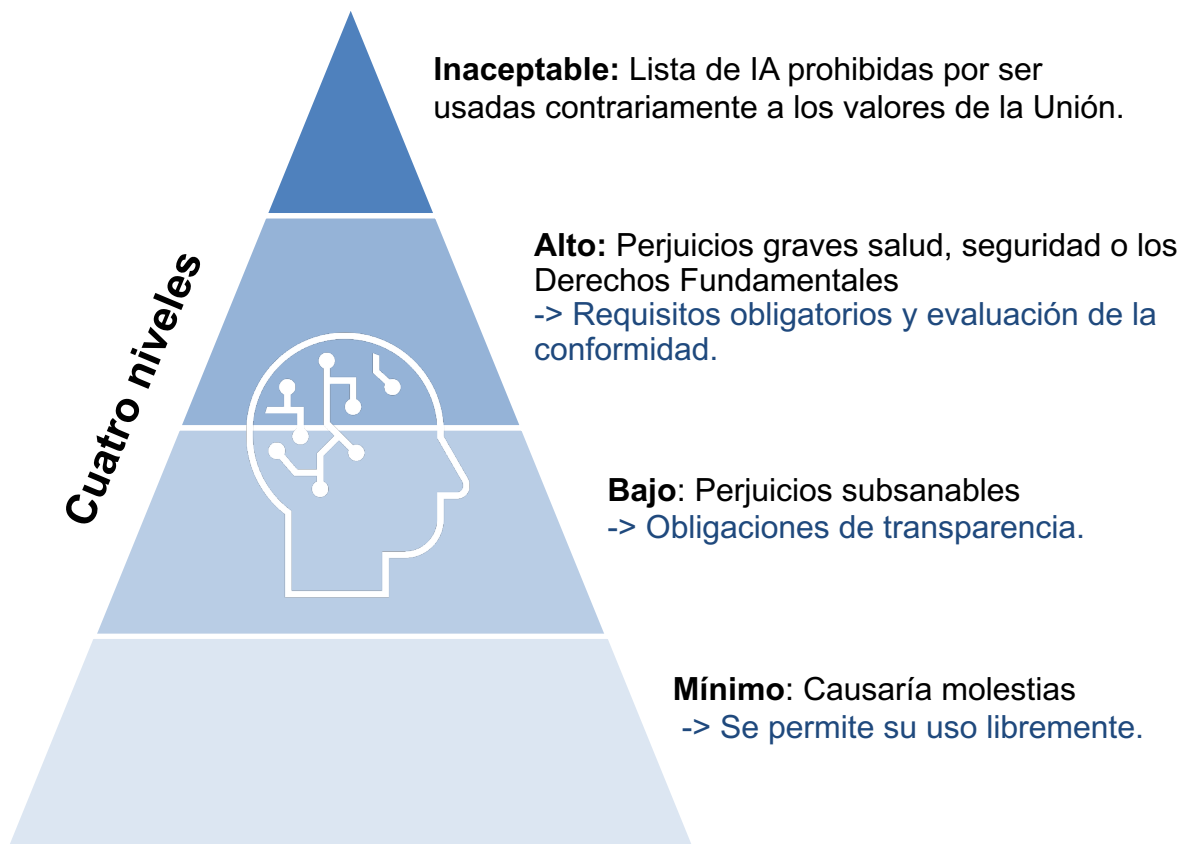 Inaceptable: Lista de IA prohibidas por ser
usadas contrariamente a los valores de la Unión.
Alto: Perjuicios graves salud, seguridad o los
Derechos Fundamentales
-> Requisitos obligatorios y evaluación de la
conformidad.
Cuatro niveles
Bajo: Perjuicios subsanables
-> Obligaciones de transparencia.
Mínimo: Causaría molestias
-> Se permite su uso libremente.